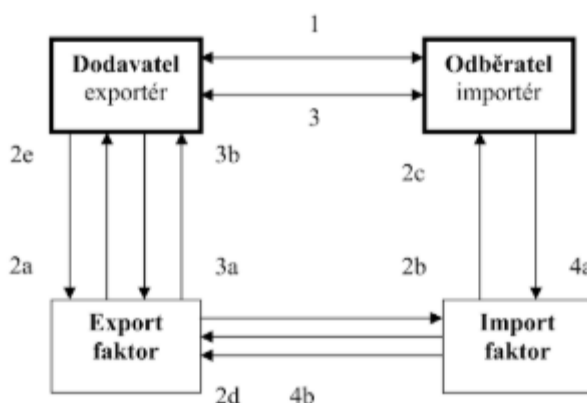 1
Dodavatel
exportér
Odběratel
importér
3
2e
3b
2c
2a
3a
2b
4a
Export
faktor
Import
faktor
2d
4b